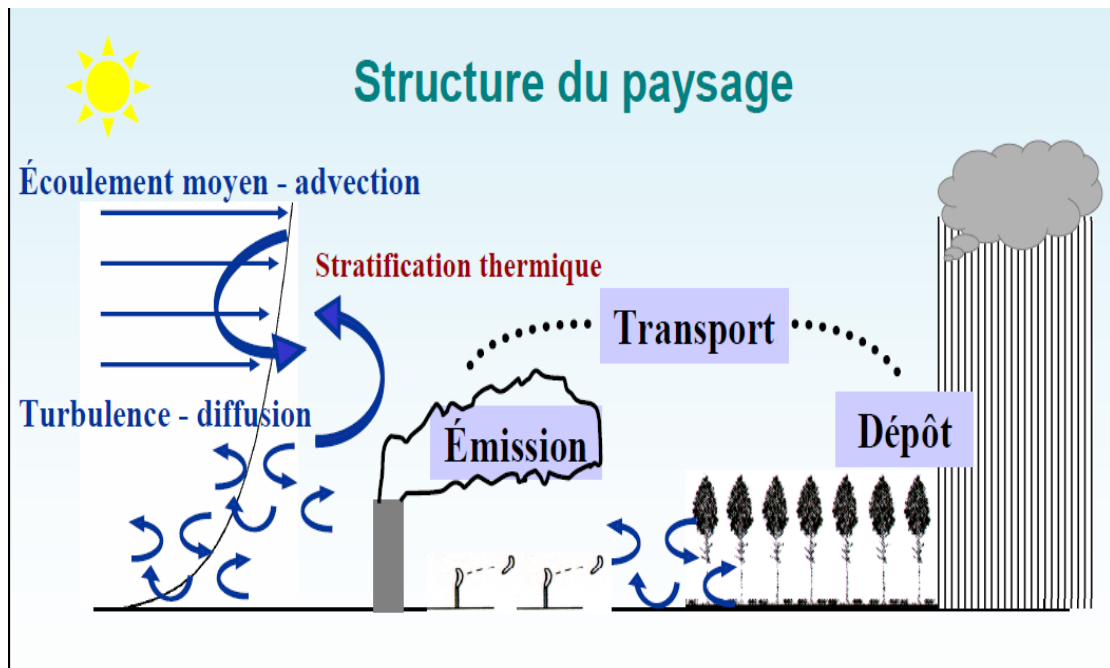 Structure du paysage
Écoulement moyen - advection
Stratification thermique
Transport
Turbulence - diffusion
Émission
Dépôt